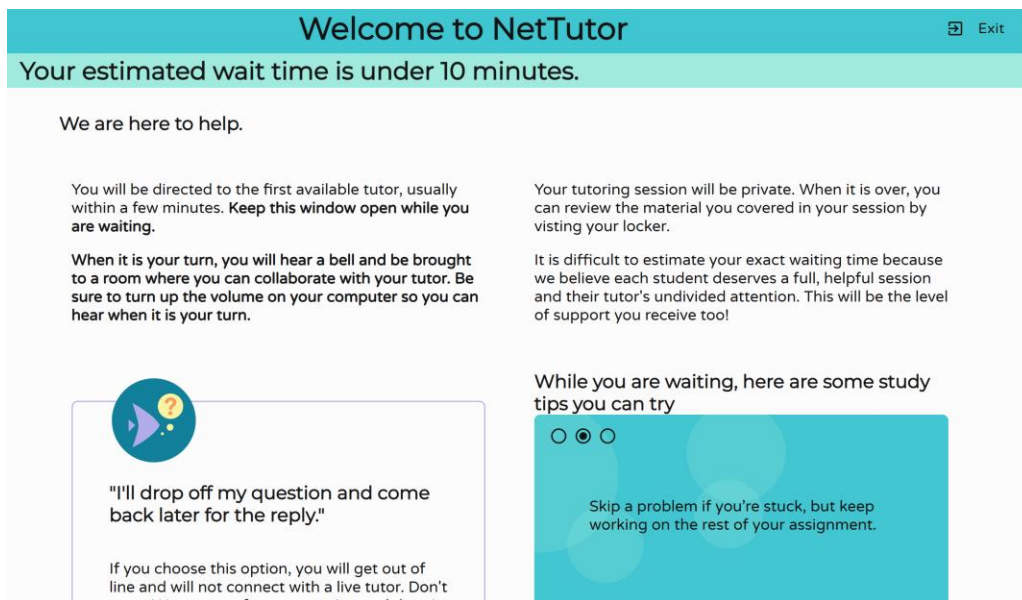 Welcome to NetTutor
Exit
Your estimated wait time is under 10 minutes.
We are here to help.
You will be directed to the first available tutor, usually
within a few minutes. Keep this window open while you
are waiting.
When it is your turn, you will hear a bell and be brought
to a room where you can collaborate with your tutor. Be
sure to turn up the volume on your computer so you can
hear when it is your turn.
Your tutoring session will be private. When it is over, you
can review the material you covered in your session by
visting your locker.
It is difficult to estimate your exact waiting time because
we believe each student deserves a full, helpful session
and their tutor's undivided attention. This will be the level
of support you receive too!
?
"I'll drop off my question and come
back later for the reply."
If you choose this option, you will get out of
line and will not connect with a live tutor. Don't
While you are waiting, here are some study
tips you can try
Skip a problem if you're stuck, but keep
working on the rest of your assignment.